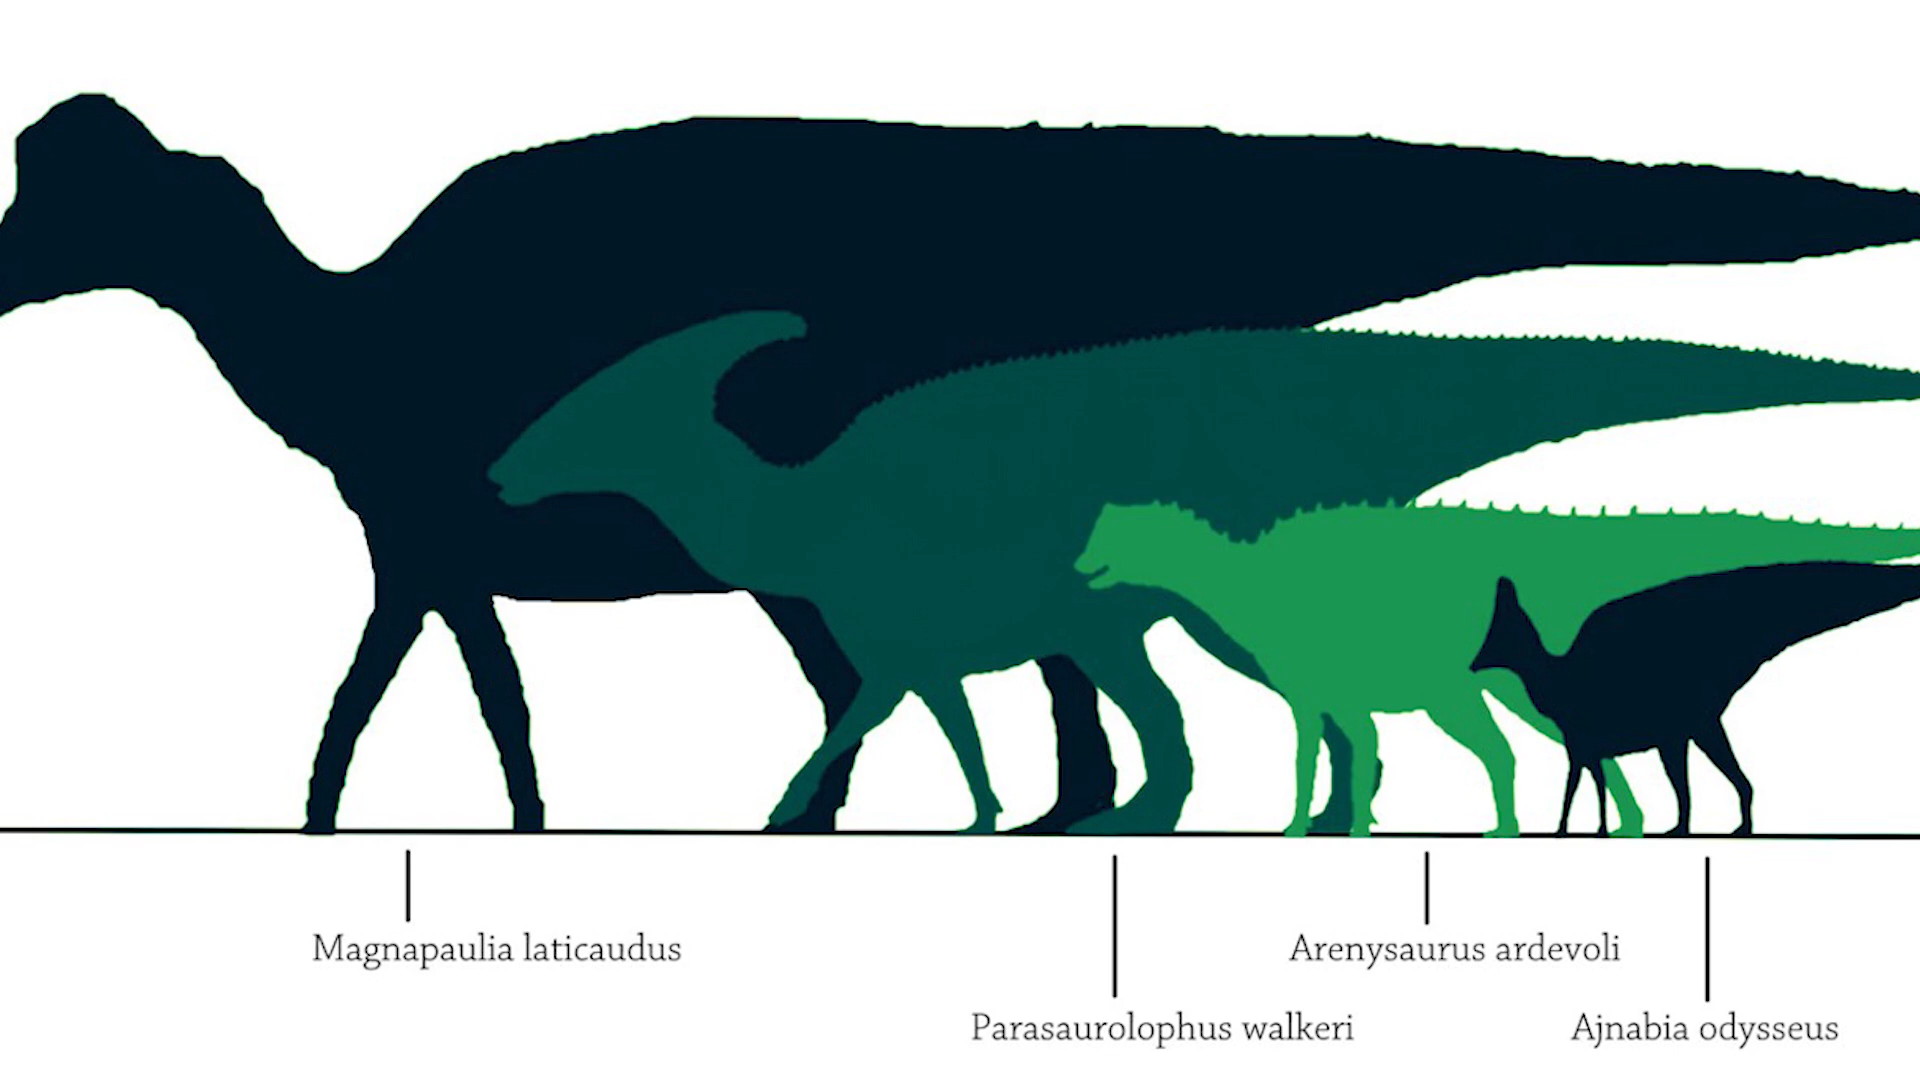 Magnapaulia laticaudus
Arenysaurus ardevoli
Parasaurolophus walkeri
Ajnabia odysseus